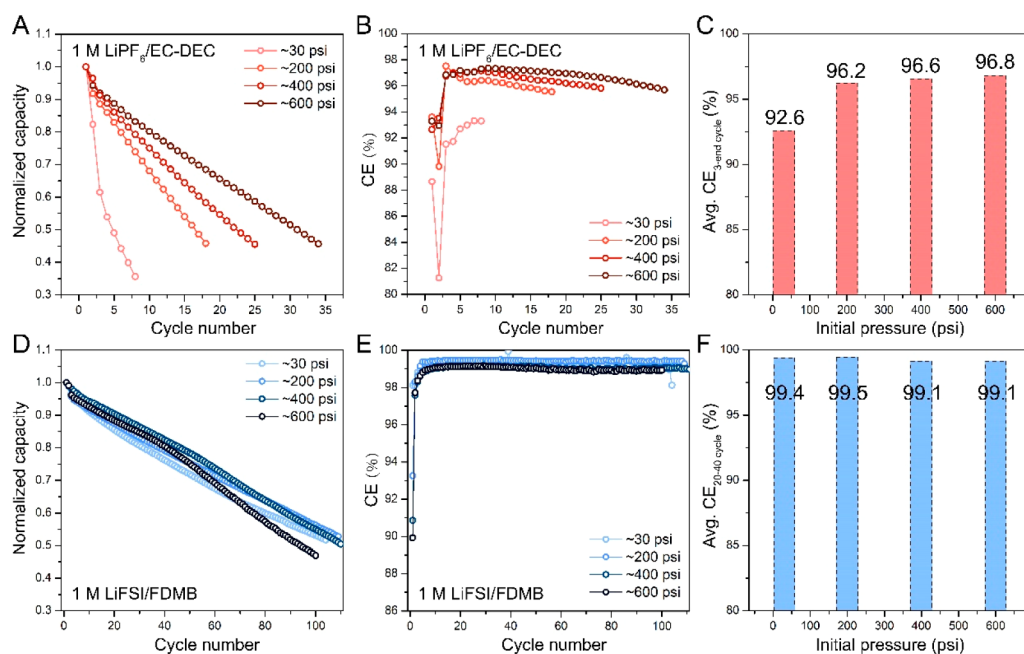 A
1 M LiPF6/EC-DEC
~30 psi
~200 psi
~400 psi
~600 psi
1.1
1.0
0.9
0.8
0.7
0.6
0.5
0.4
0.3
0
5
10
15
20
25
30
35
Normalized capacity
Cycle number
B
1 M LiPF6/EC-DEC
100
98
96
94
92
90
88
86
84
82
80
0
5
10
15
20
25
30
35
CE (%)
Cycle number
~30 psi
~200 psi
~400 psi
~600 psi
C
100
95
90
85
80
92.6
96.2
96.6
96.8
0
100
200
300
400
500
600
Avg. CE3-end cycle (%)
Initial pressure (psi)
D
~30 psi
~200 psi
~400 psi
~600 psi
1.1
1.0
0.9
0.8
0.7
0.6
0.5
0.4
0.3
0
20
40
60
80
100
Normalized capacity
1 M LiFSI/FDMB
Cycle number
E
100
98
96
94
92
90
88
86
0
20
40
60
80
100
CE (%)
~30 psi
~200 psi
~400 psi
~600 psi
1 M LiFSI/FDMB
Cycle number
F
100
95
90
85
80
99.4
99.5
99.1
99.1
0
100
200
300
400
500
600
Avg. CE20-40 cycle (%)
Initial pressure (psi)